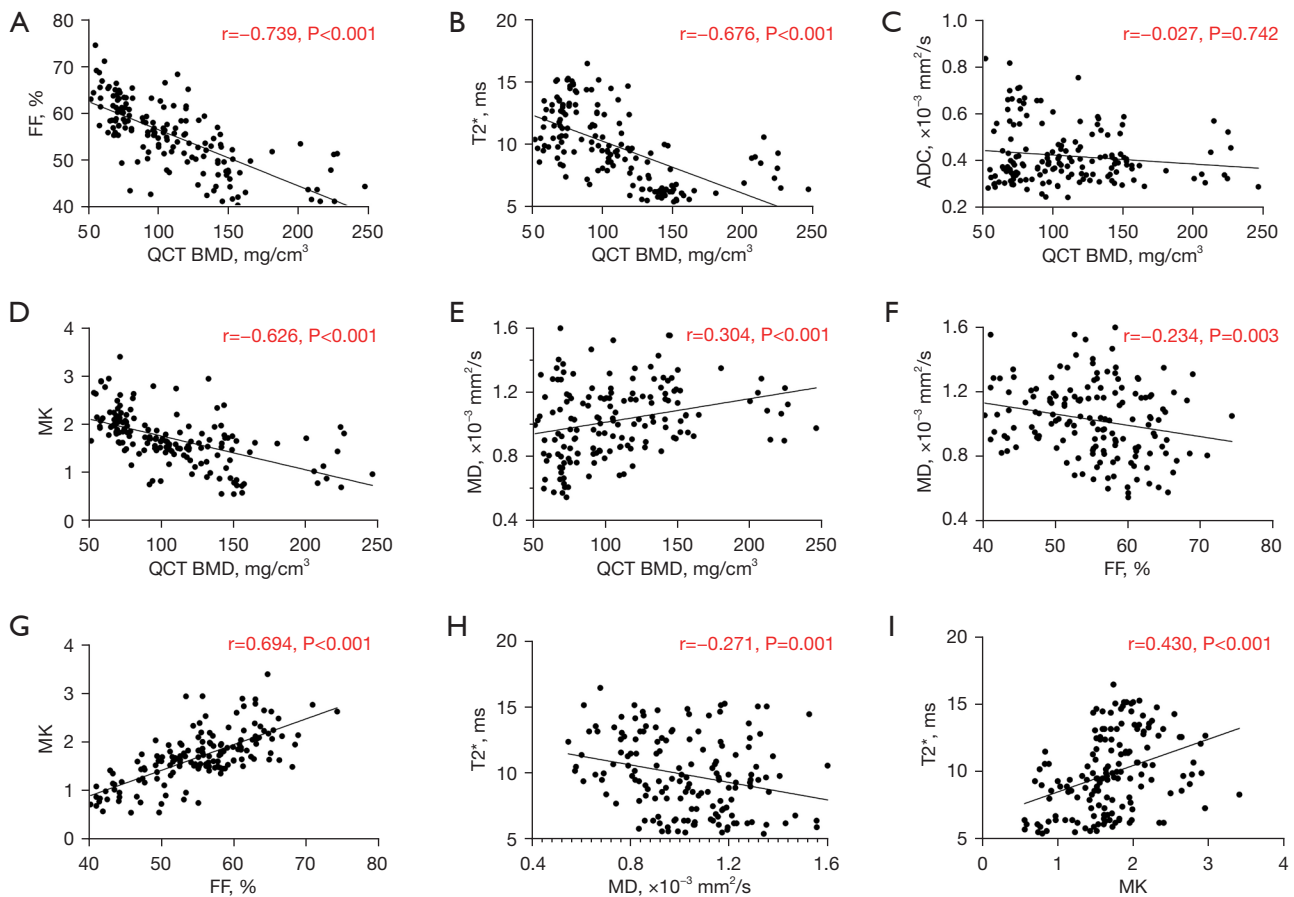 A
r=−0.739, P<0.001
80
70
60
50
40
FF, %
50 100 150 200 250
QCT BMD, mg/cm³
B
r=−0.676, P<0.001
20
15
10
5
T2*, ms
50 100 150 200 250
QCT BMD, mg/cm³
C
r=−0.027, P=0.742
1.0
0.8
0.6
0.4
0.2
ADC, ×10⁻³ mm²/s
50 100 150 200 250
QCT BMD, mg/cm³
D
r=−0.626, P<0.001
4
3
2
1
0
MK
50 100 150 200 250
QCT BMD, mg/cm³
E
r=0.304, P<0.001
1.6
1.2
0.8
0.4
MD, ×10⁻³ mm²/s
50 100 150 200 250
QCT BMD, mg/cm³
F
r=−0.234, P=0.003
1.6
1.2
0.8
0.4
MD, ×10⁻³ mm²/s
40 50 60 70 80
FF, %
G
r=0.694, P<0.001
4
3
2
1
0
MK
40 50 60 70 80
FF, %
H
r=−0.271, P=0.001
20
15
10
5
T2*, ms
0.4 0.8 1.2 1.6
MD, ×10⁻³ mm²/s
I
r=0.430, P<0.001
20
15
10
5
T2*, ms
0 1 2 3 4
MK